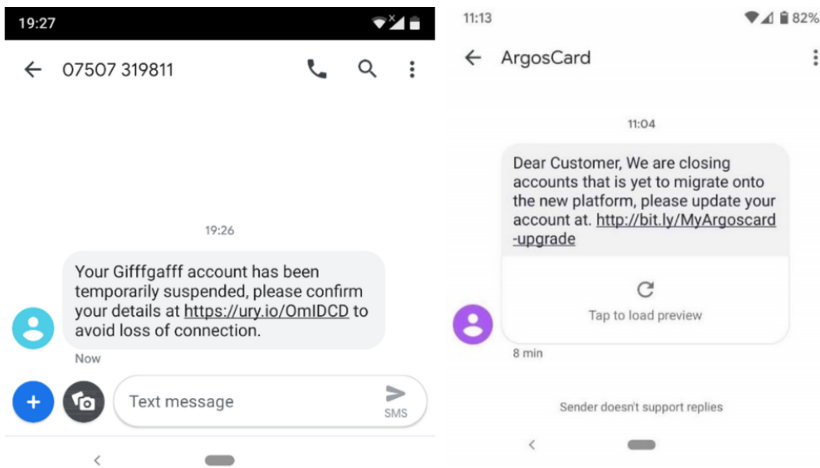 19:27
07507 319811
19:26
Your Gifffgafff account has been
temporarily suspended, please confirm
your details at https://ury.io/OmIDCD to
avoid loss of connection.
Now
Text message
SMS
11:13
82%
ArgosCard
11:04
Dear Customer, We are closing
accounts that is yet to migrate onto
the new platform, please update your
account at. http://bit.ly/MyArgoscard
-upgrade
Tap to load preview
8 min
Sender doesn't support replies